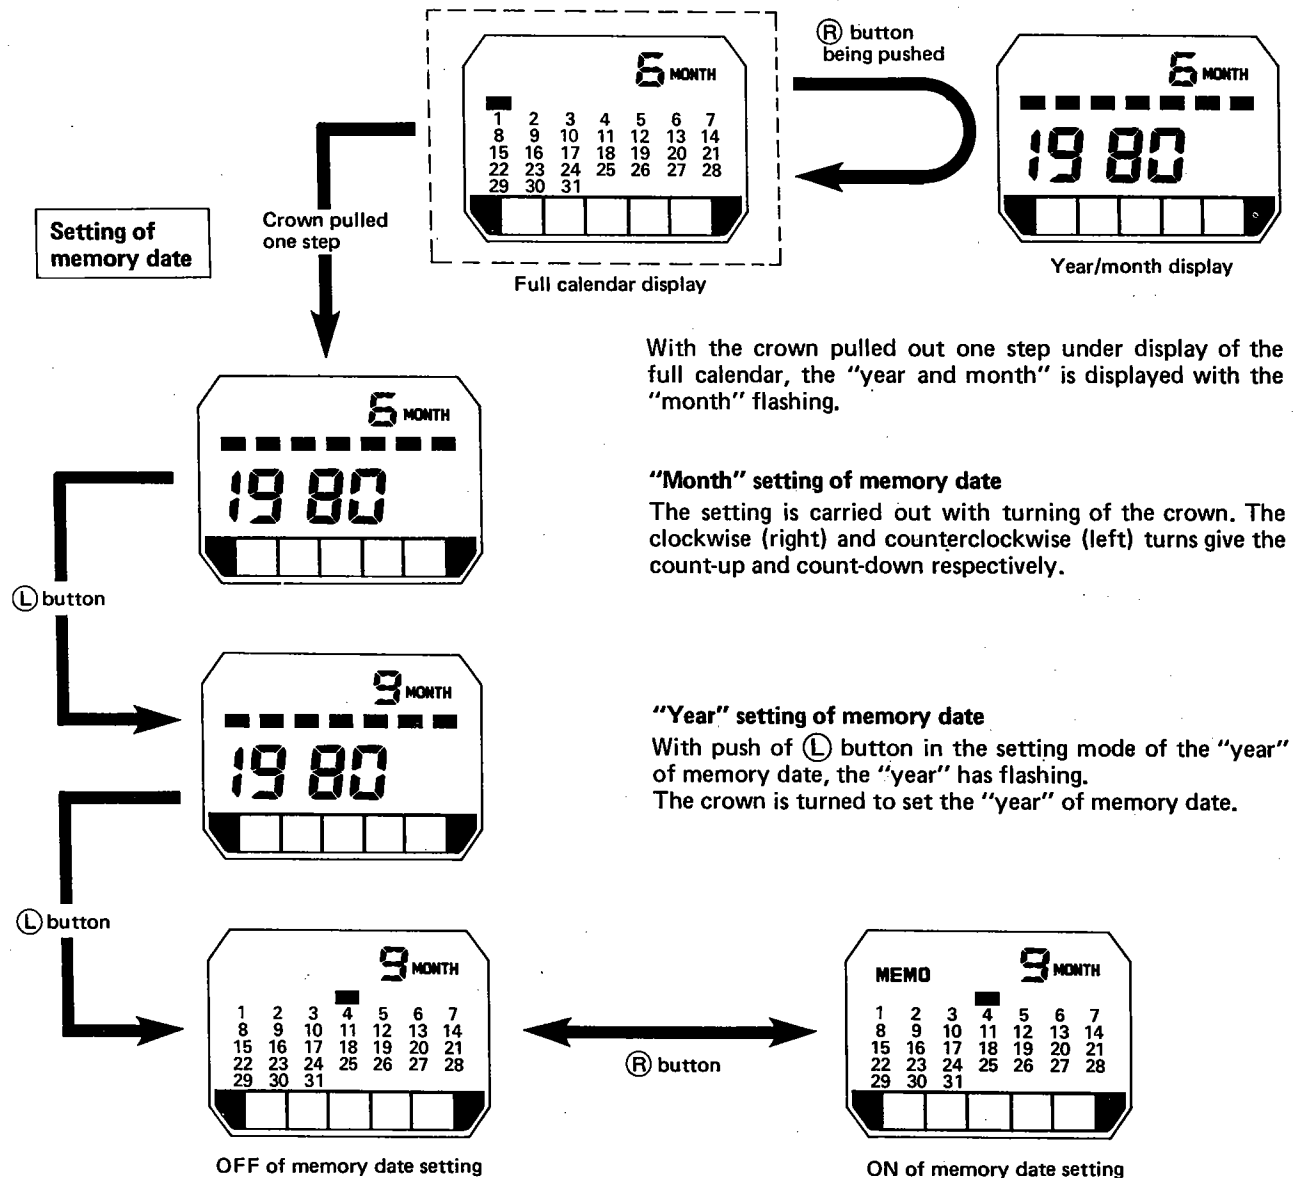 Ⓡ button
being pushed
6 MONTH
1 2 3 4 5 6 7
8 9 10 11 12 13 14
15 16 17 18 19 20 21
22 23 24 25 26 27 28
29 30 31
Full calendar display
6 MONTH
19 80
Year/month display
Setting of
memory date
Crown pulled
one step
With the crown pulled out one step under display of the
full calendar, the "year and month" is displayed with the
"month" flashing.
6 MONTH
19 80
"Month" setting of memory date
The setting is carried out with turning of the crown. The
clockwise (right) and counterclockwise (left) turns give the
count-up and count-down respectively.
Ⓛ button
9 MONTH
19 80
"Year" setting of memory date
With push of Ⓛ button in the setting mode of the "year"
of memory date, the "year" has flashing.
The crown is turned to set the "year" of memory date.
Ⓛ button
9 MONTH
1 2 3 4 5 6 7
8 9 10 11 12 13 14
15 16 17 18 19 20 21
22 23 24 25 26 27 28
29 30 31
OFF of memory date setting
Ⓡ button
MEMO 9 MONTH
1 2 3 4 5 6 7
8 9 10 11 12 13 14
15 16 17 18 19 20 21
22 23 24 25 26 27 28
29 30 31
ON of memory date setting